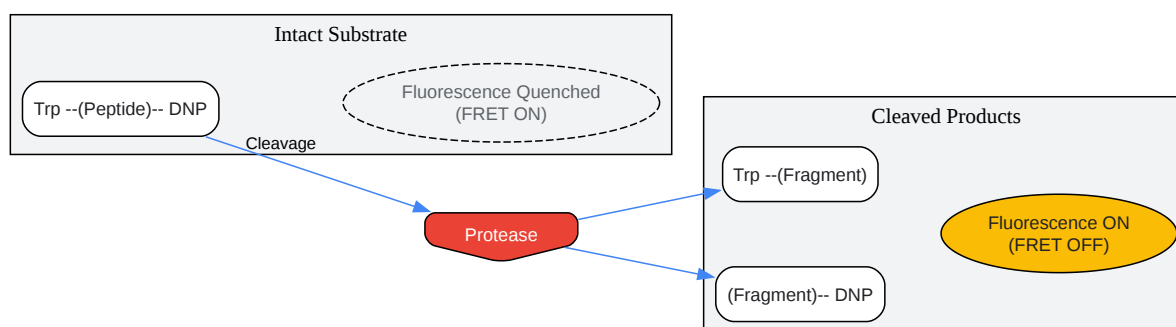 Intact Substrate
Trp --(Peptide)-- DNP
Fluorescence Quenched
(FRET ON)
Cleavage
Protease
Cleaved Products
Trp --(Fragment)
Fluorescence ON
(FRET OFF)
(Fragment)-- DNP